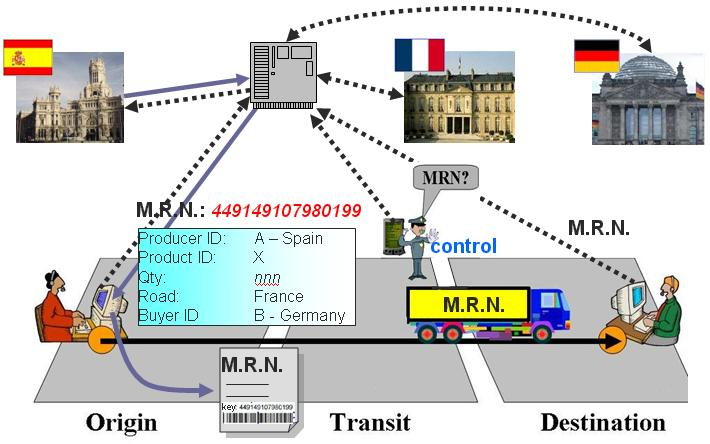 MRN?
M.R.N.: 449149107980199
M.R.N.
Producer ID: A – Spain
Product ID: X
Qty: nnn
Road: France
Buyer ID B - Germany
control
M.R.N.
M.R.N.
key: 449149107980199
Origin
Transit
Destination